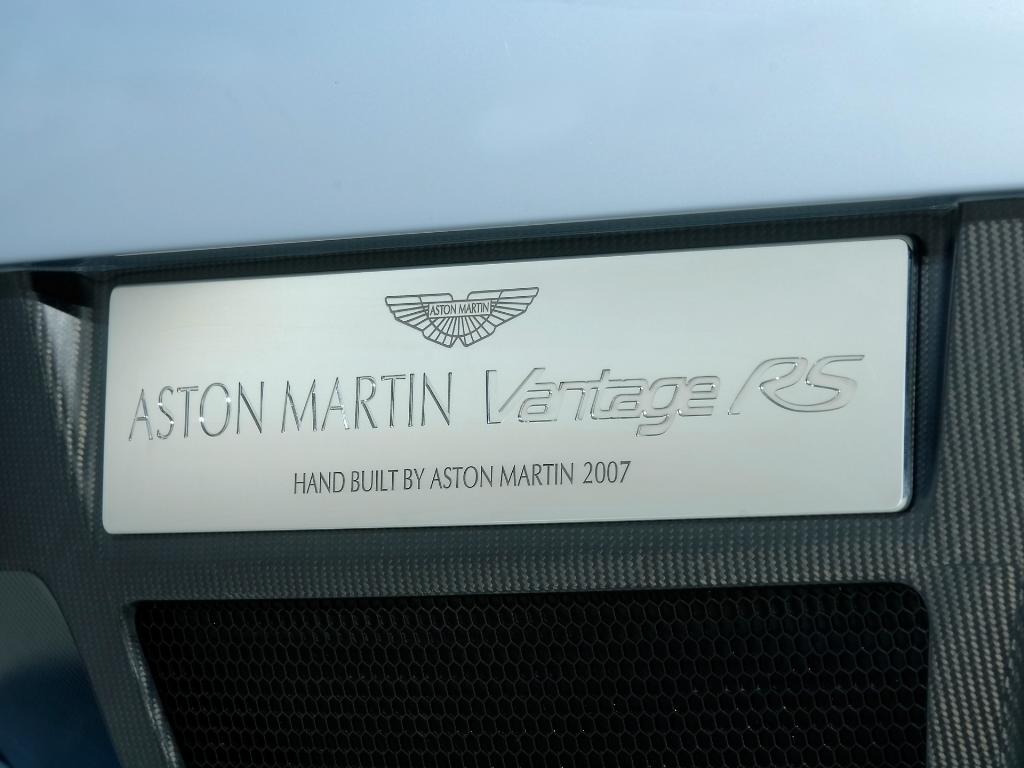 ASTON MARTIN
ASTON MARTIN Vantage RS
HAND BUILT BY ASTON MARTIN 2007